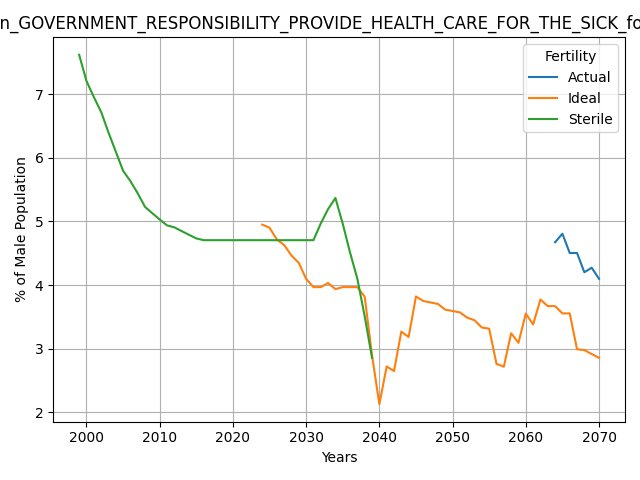 n_GOVERNMENT_RESPONSIBILITY_PROVIDE_HEALTH_CARE_FOR_THE_SICK_fo
Fertility
Actual
Ideal
Sterile
% of Male Population
7
6
5
4
3
2
2000 2010 2020 2030 2040 2050 2060 2070
Years